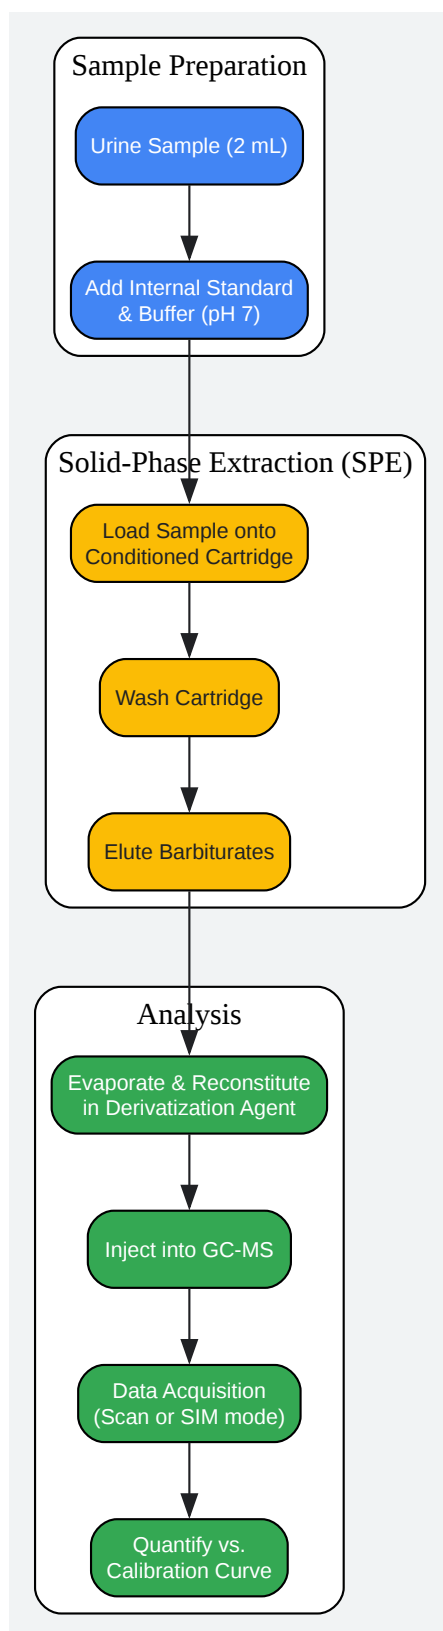 Sample Preparation
Urine Sample (2 mL)
Add Internal Standard
& Buffer (pH 7)
Solid-Phase Extraction (SPE)
Load Sample onto
Conditioned Cartridge
Wash Cartridge
Elute Barbiturates
Analysis
Evaporate & Reconstitute
in Derivatization Agent
Inject into GC-MS
Data Acquisition
(Scan or SIM mode)
Quantify vs.
Calibration Curve